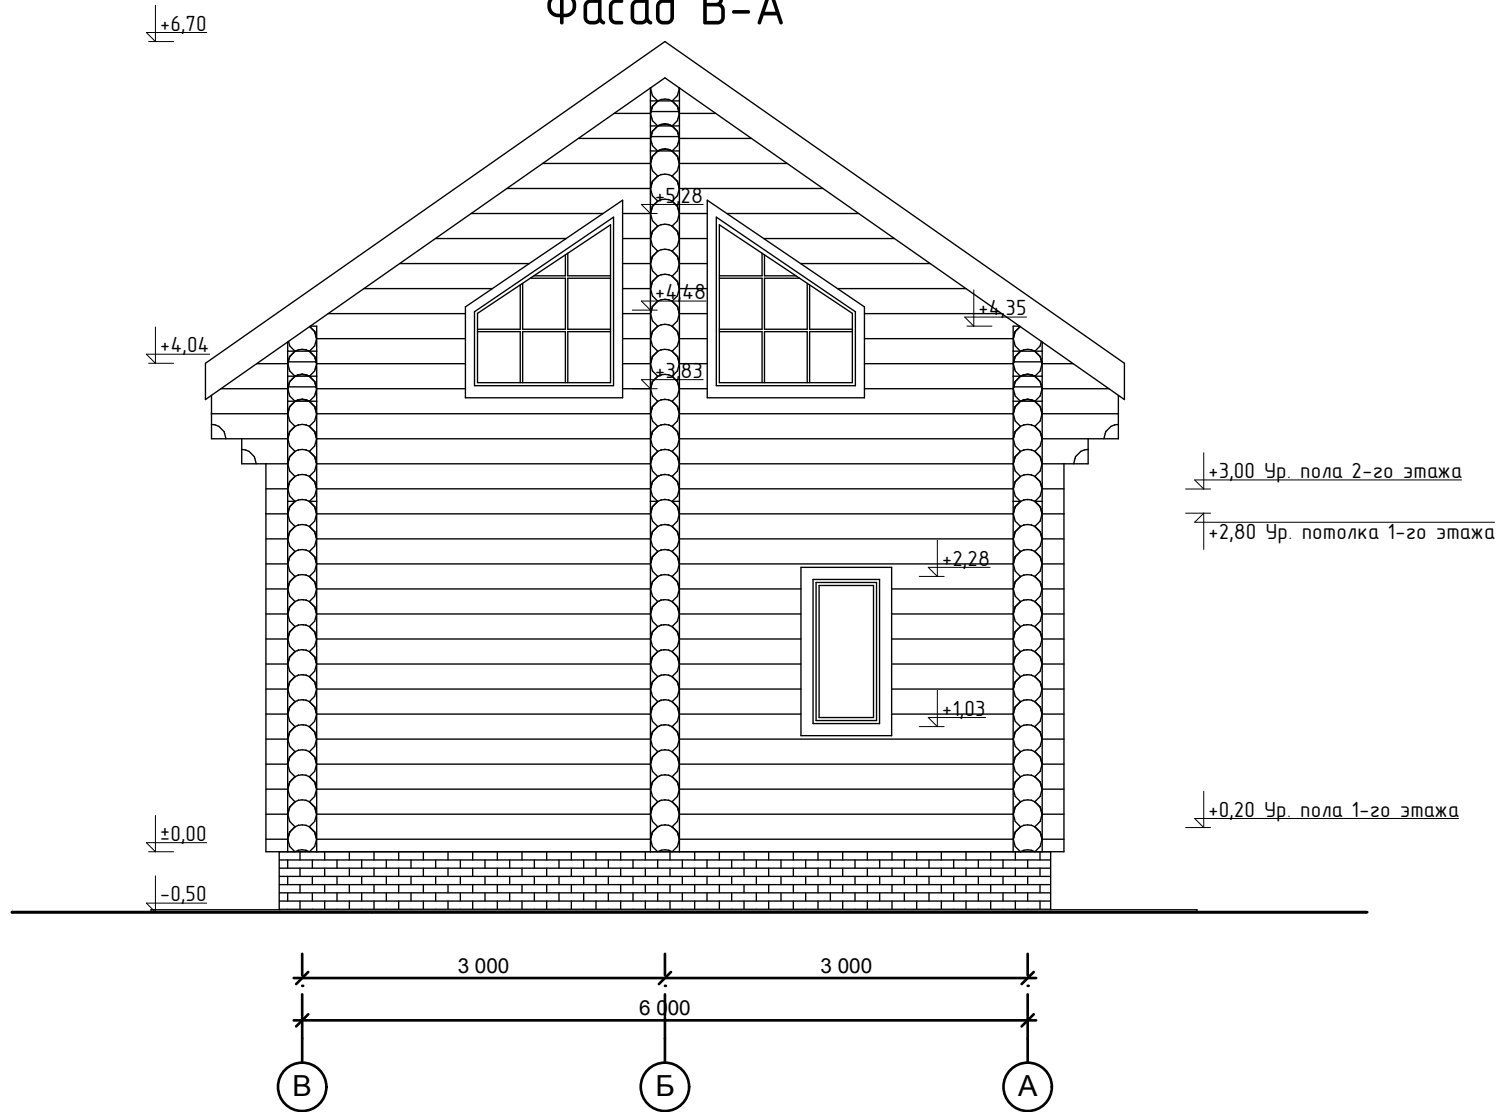 Фасад В-А
+6,70
+5,28
+4,48
+4,35
+4,04
+3,83
+3,00 Ур. пола 2-го этажа
+2,80 Ур. потолка 1-го этажа
+2,28
+1,03
+0,20 Ур. пола 1-го этажа
±0,00
-0,50
3 000
3 000
6 000
В
Б
А